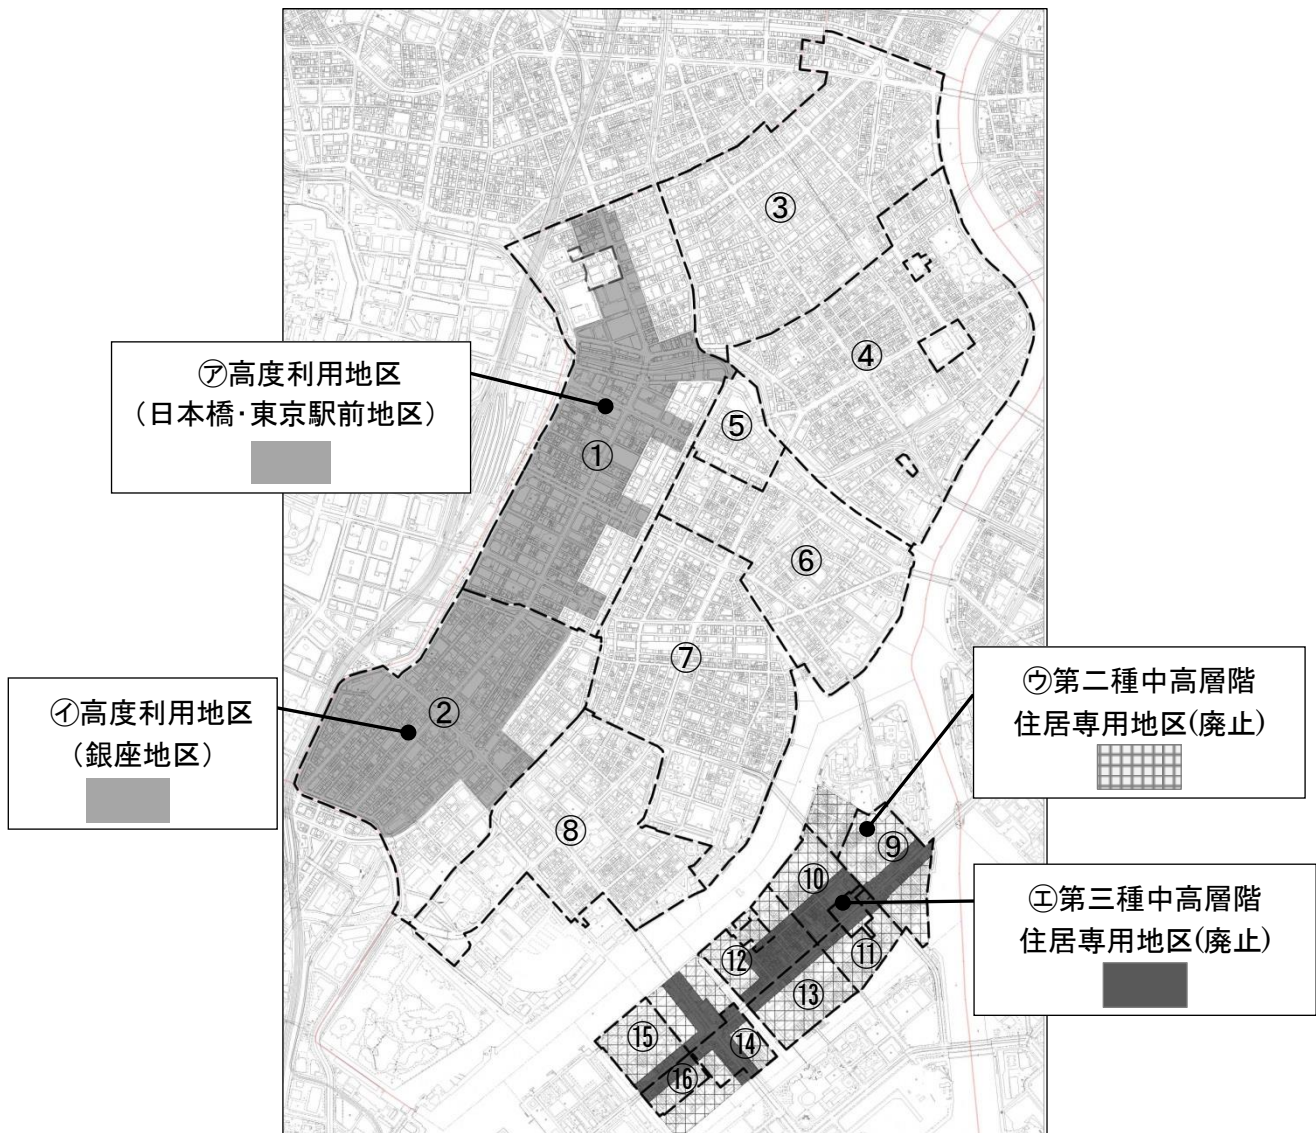 ③
④
㋐高度利用地区
(日本橋・東京駅前地区)
⑤
①
⑥
⑦
㋑高度利用地区
(銀座地区)
②
㋒第二種中高層階
住居専用地区(廃止)
⑧
⑨
⑩
㋓第三種中高層階
住居専用地区(廃止)
⑫
⑪
⑬
⑮
⑭
⑯